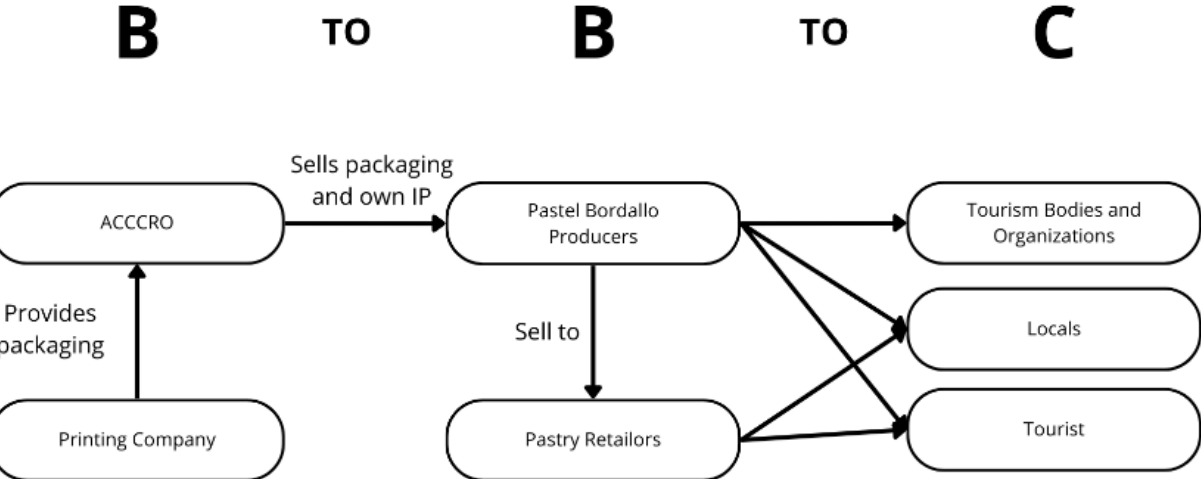 B TO B TO C
Sells packaging
and own IP
ACCCRO
Pastel Bordallo
Producers
Tourism Bodies and
Organizations
Provides
packaging
Sell to
Locals
Printing Company
Pastry Retailors
Tourist